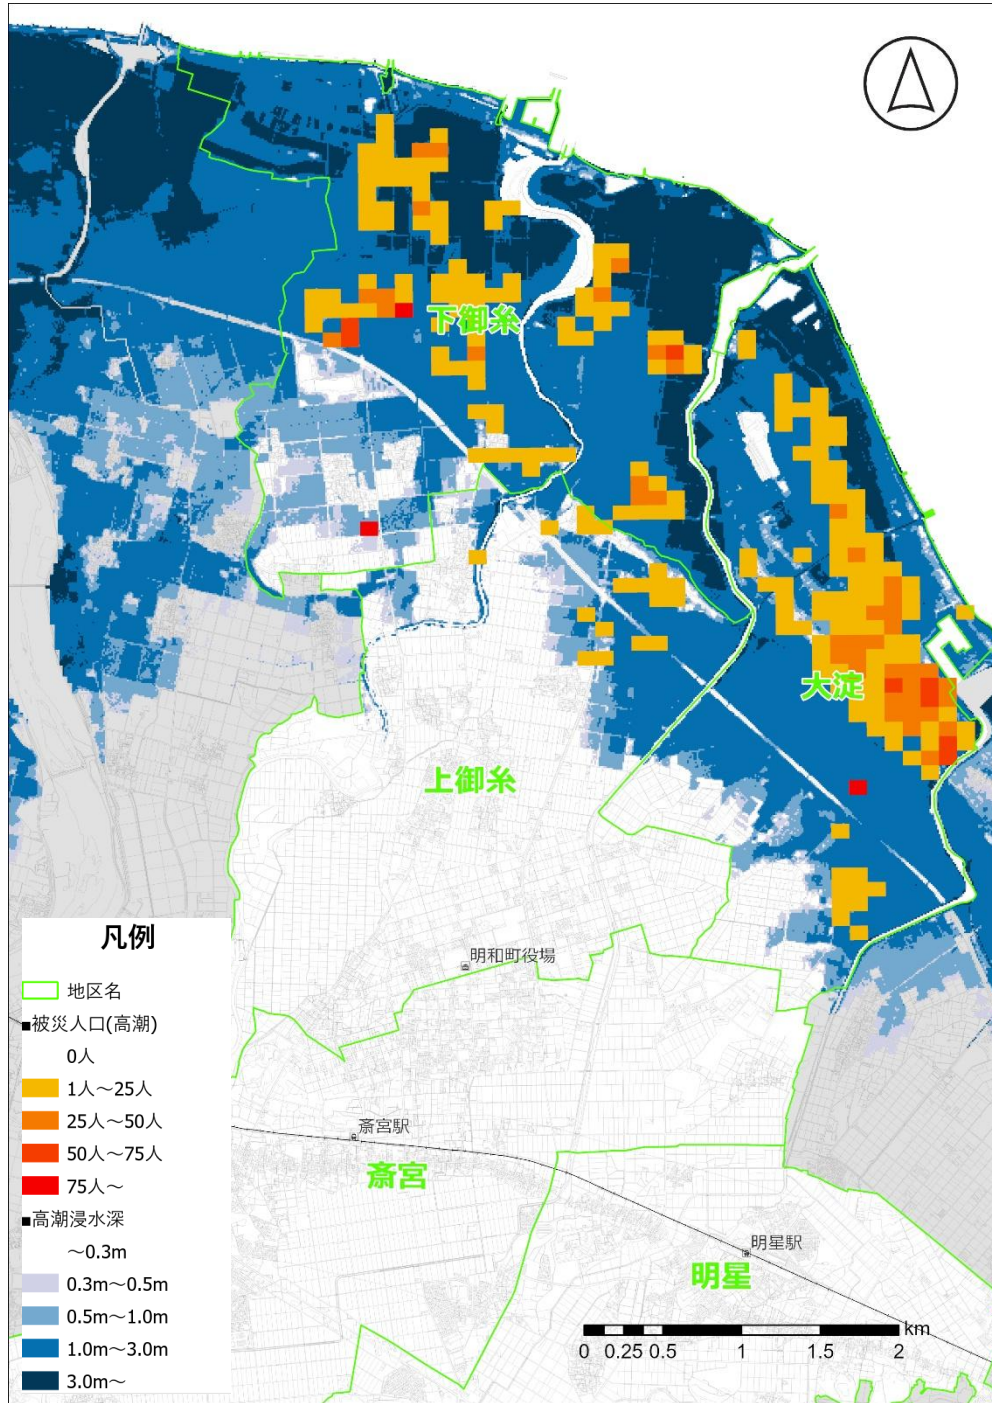 下御糸
大淀
上御糸
明和町役場
斎宮駅
斎宮
明星駅
明星
凡例
地区名
■被災人口(高潮)
0人
1人～25人
25人～50人
50人～75人
75人～
■高潮浸水深
～0.3m
0.3m～0.5m
0.5m～1.0m
1.0m～3.0m
3.0m～
km
0 0.25 0.5 1 1.5 2